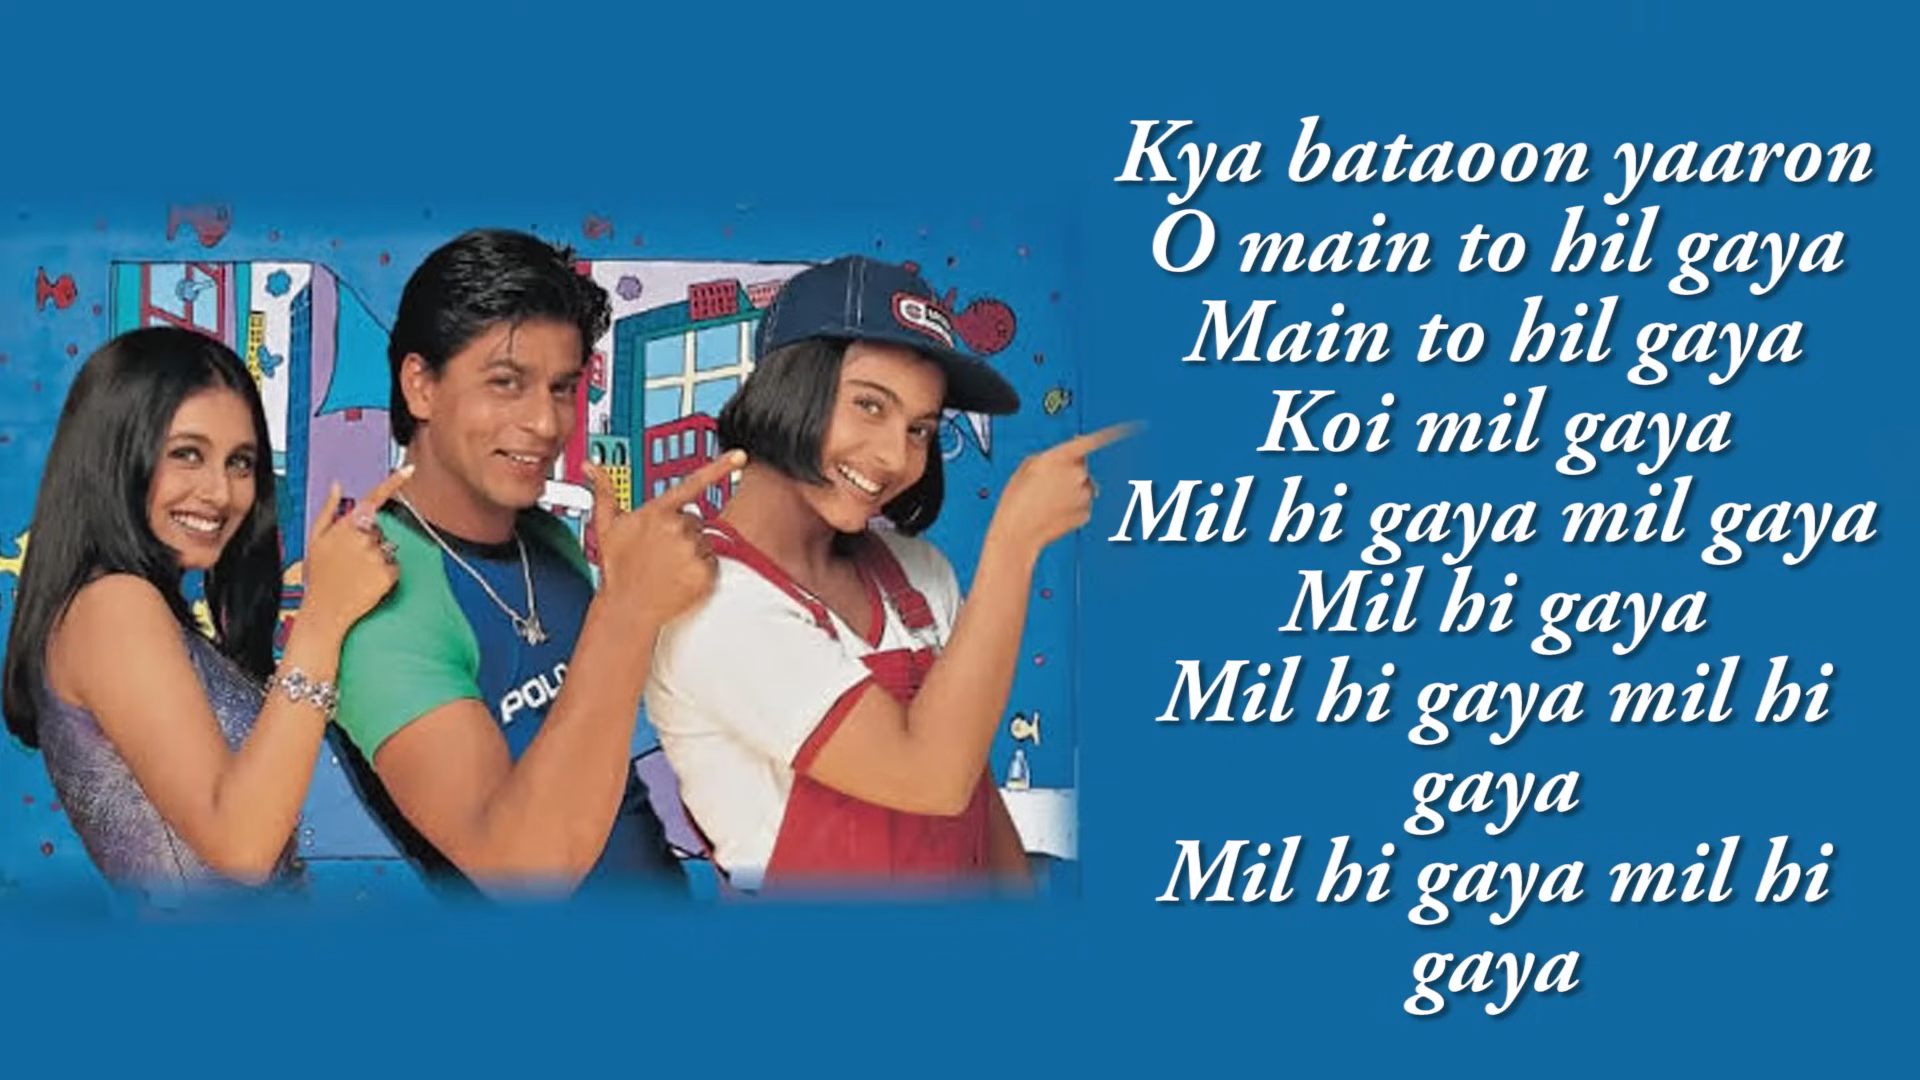 Kya bataoon yaaron
O main to hil gaya
Main to hil gaya
Koi mil gaya
Mil hi gaya mil gaya
Mil hi gaya
Mil hi gaya mil hi
gaya
Mil hi gaya mil hi
gaya
POLO